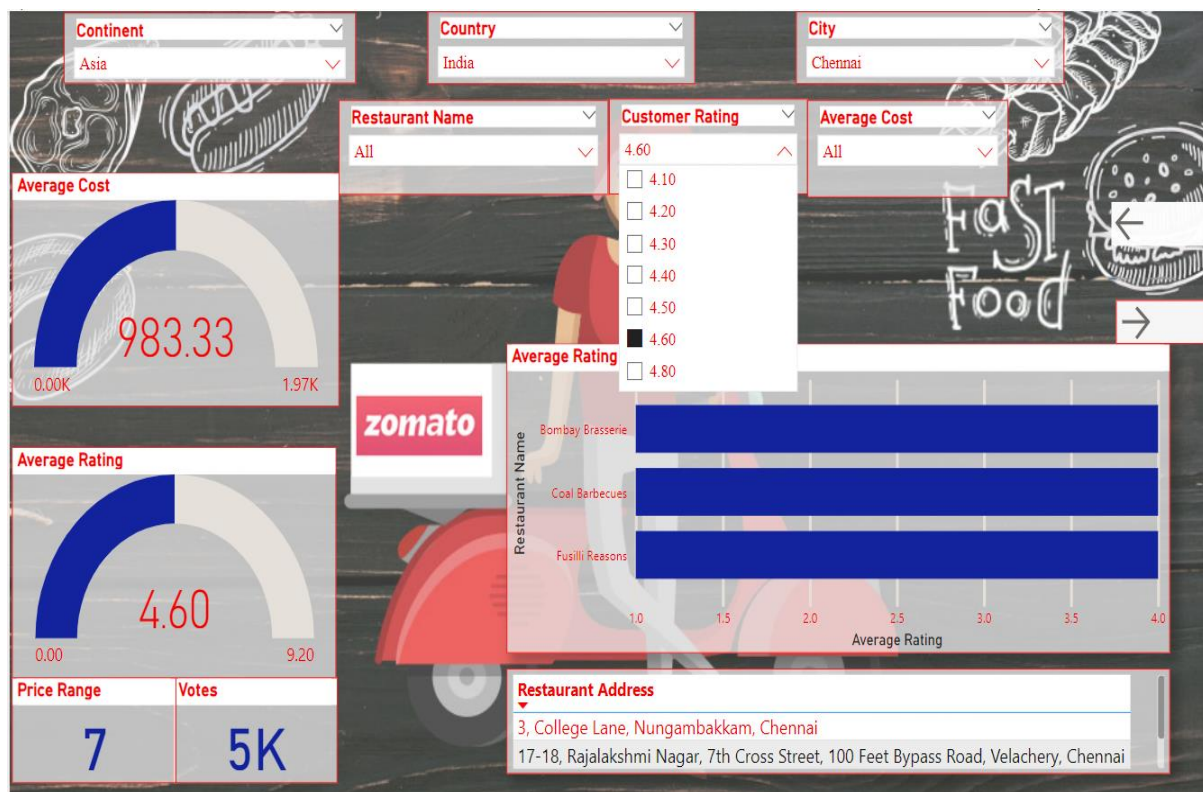 Continent
Asia
Country
India
City
Chennai
Restaurant Name
All
Customer Rating
4.60
4.10
4.20
4.30
4.40
4.50
4.60
4.80
Average Cost
All
Average Cost
983.33
0.00K
1.97K
FaST
Food
Average Rating
4.60
0.00
9.20
Price Range
7
Votes
5K
zomato
Average Rating
Restaurant Name
Bombay Brasserie
Coal Barbecues
Fusilli Reasons
1.0 1.5 2.0 2.5 3.0 3.5 4.0
Average Rating
Restaurant Address
3, College Lane, Nungambakkam, Chennai
17-18, Rajalakshmi Nagar, 7th Cross Street, 100 Feet Bypass Road, Velachery, Chennai